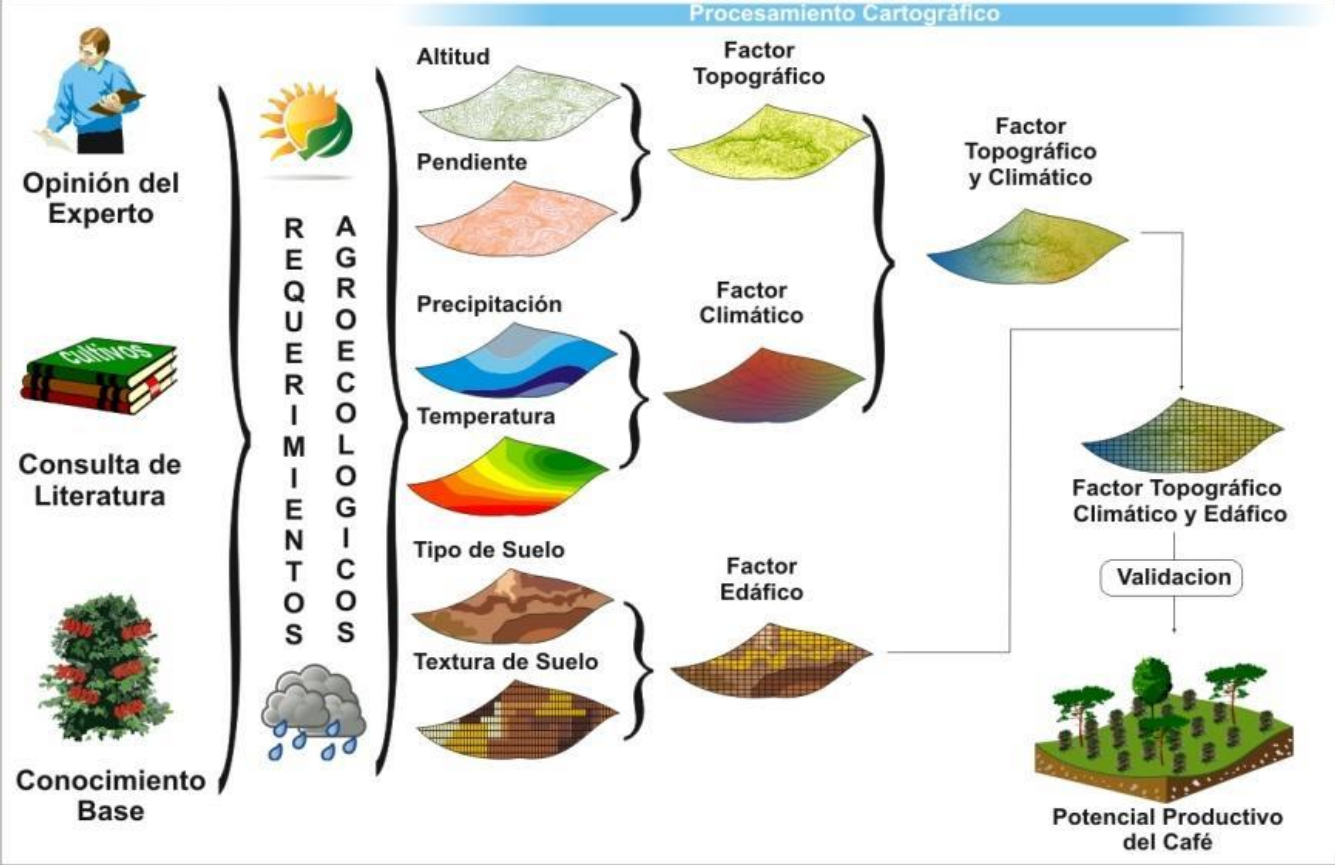 Procesamiento Cartográfico
Opinión del
Experto
cultivos
Consulta de
Literatura
Conocimiento
Base
REQUERIMIENTOS
AGROECOLOGICOS
Altitud
Pendiente
Precipitación
Temperatura
Tipo de Suelo
Textura de Suelo
Factor
Topográfico
Factor
Climático
Factor
Edáfico
Factor
Topográfico
y Climático
Factor Topográfico
Climático y Edáfico
Validacion
Potencial Productivo
del Café